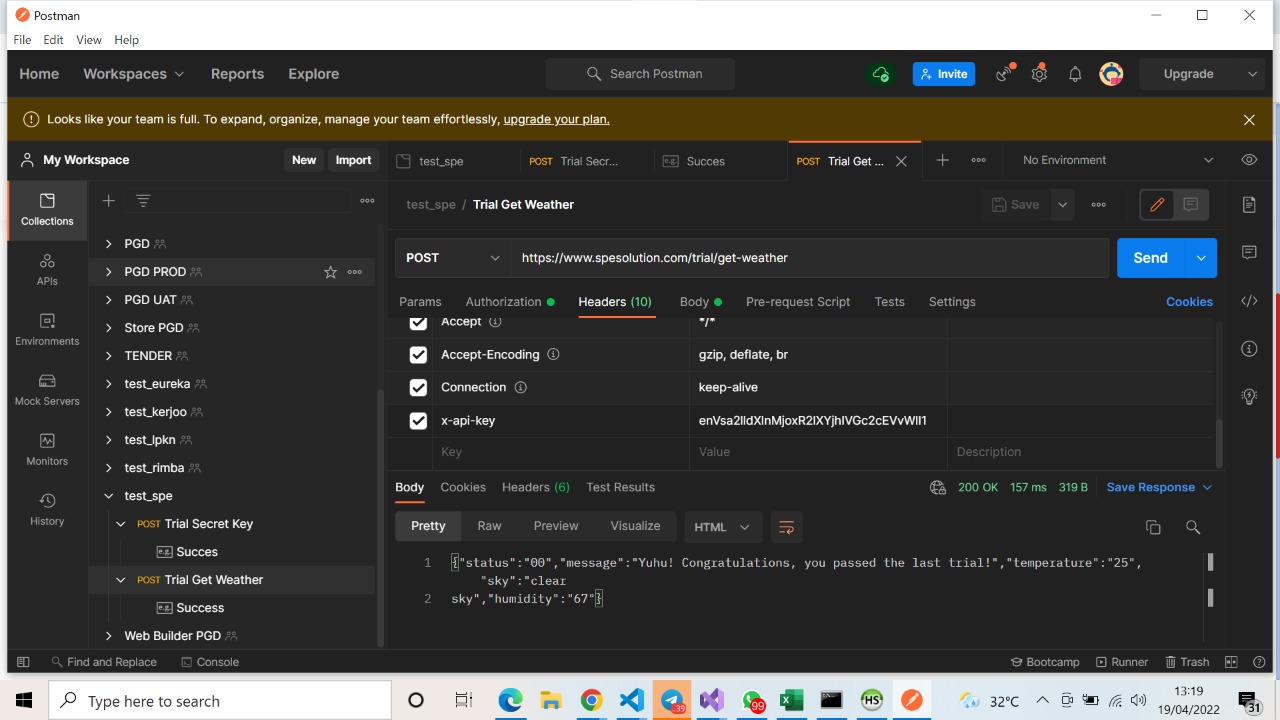 Postman
File Edit View Help
Home Workspaces Reports Explore Search Postman Invite Upgrade
Looks like your team is full. To expand, organize, manage your team effortlessly, upgrade your plan.
My Workspace New Import test_spe POST Trial Secr... e.g. Succes POST Trial Get ... No Environment
Collections
APIs
Environments
Mock Servers
Monitors
History
PGD
PGD PROD
PGD UAT
Store PGD
TENDER
test_eureka
test_kerjoo
test_lpkn
test_rimba
test_spe
POST Trial Secret Key
e.g. Succes
POST Trial Get Weather
e.g. Success
Web Builder PGD
test_spe / Trial Get Weather Save
POST https://www.spesolution.com/trial/get-weather Send
Params Authorization Headers (10) Body Pre-request Script Tests Settings Cookies
Accept */*
Accept-Encoding gzip, deflate, br
Connection keep-alive
x-api-key
Key Value Description
Body Cookies Headers (6) Test Results 200 OK 157 ms 319 B Save Response
Pretty Raw Preview Visualize HTML
1 {"status":"00","message":"Yuhu! Congratulations, you passed the last trial!","temperature":"25",
"sky":"clear
2 sky","humidity":"67"}
Find and Replace Console Bootcamp Runner Trash
Type here to search 39 99 HS 32°C 13:19
19/04/2022 31